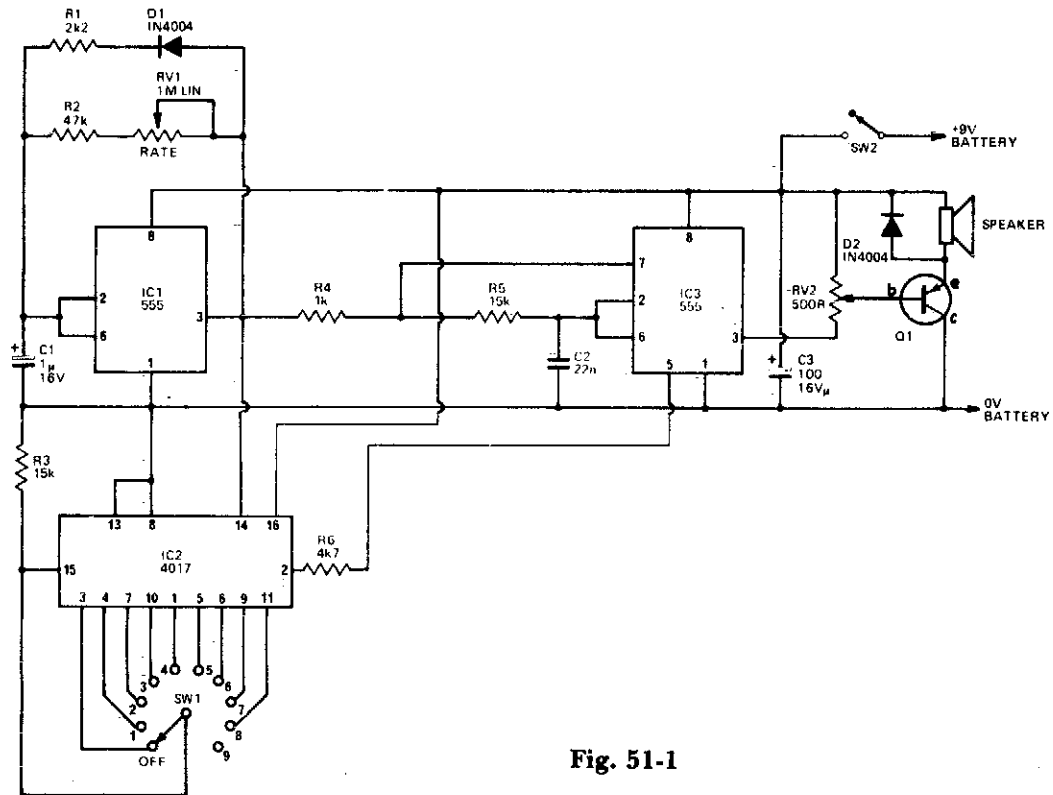 R1
2k2
D1
IN4004
RV1
1M LIN
R2
47k
RATE
+9V
BATTERY
SW2
8
IC1
555
2
6
3
1
R4
1k
R5
15k
8
7
IC3
555
2
6
3
5
1
D2
IN4004
SPEAKER
RV2
500R
b
e
c
Q1
+
C1
1µ
16V
C2
22n
+
C3
100
16Vµ
0V
BATTERY
R3
15k
13
8
14
16
IC2
4017
15
2
R6
4k7
3
4
7
10
1
5
6
9
11
4
5
3
6
2
SW1
7
1
8
OFF
9
Fig. 51-1